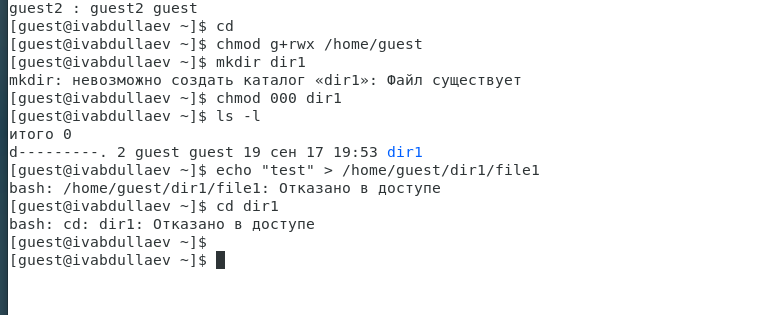 guest2 : guest2 guest
[guest@ivabdullaev ~]$ cd
[guest@ivabdullaev ~]$ chmod g+rwx /home/guest
[guest@ivabdullaev ~]$ mkdir dir1
mkdir: невозможно создать каталог «dir1»: Файл существует
[guest@ivabdullaev ~]$ chmod 000 dir1
[guest@ivabdullaev ~]$ ls -l
итого 0
d---------. 2 guest guest 19 сен 17 19:53 dir1
[guest@ivabdullaev ~]$ echo "test" > /home/guest/dir1/file1
bash: /home/guest/dir1/file1: Отказано в доступе
[guest@ivabdullaev ~]$ cd dir1
bash: cd: dir1: Отказано в доступе
[guest@ivabdullaev ~]$
[guest@ivabdullaev ~]$